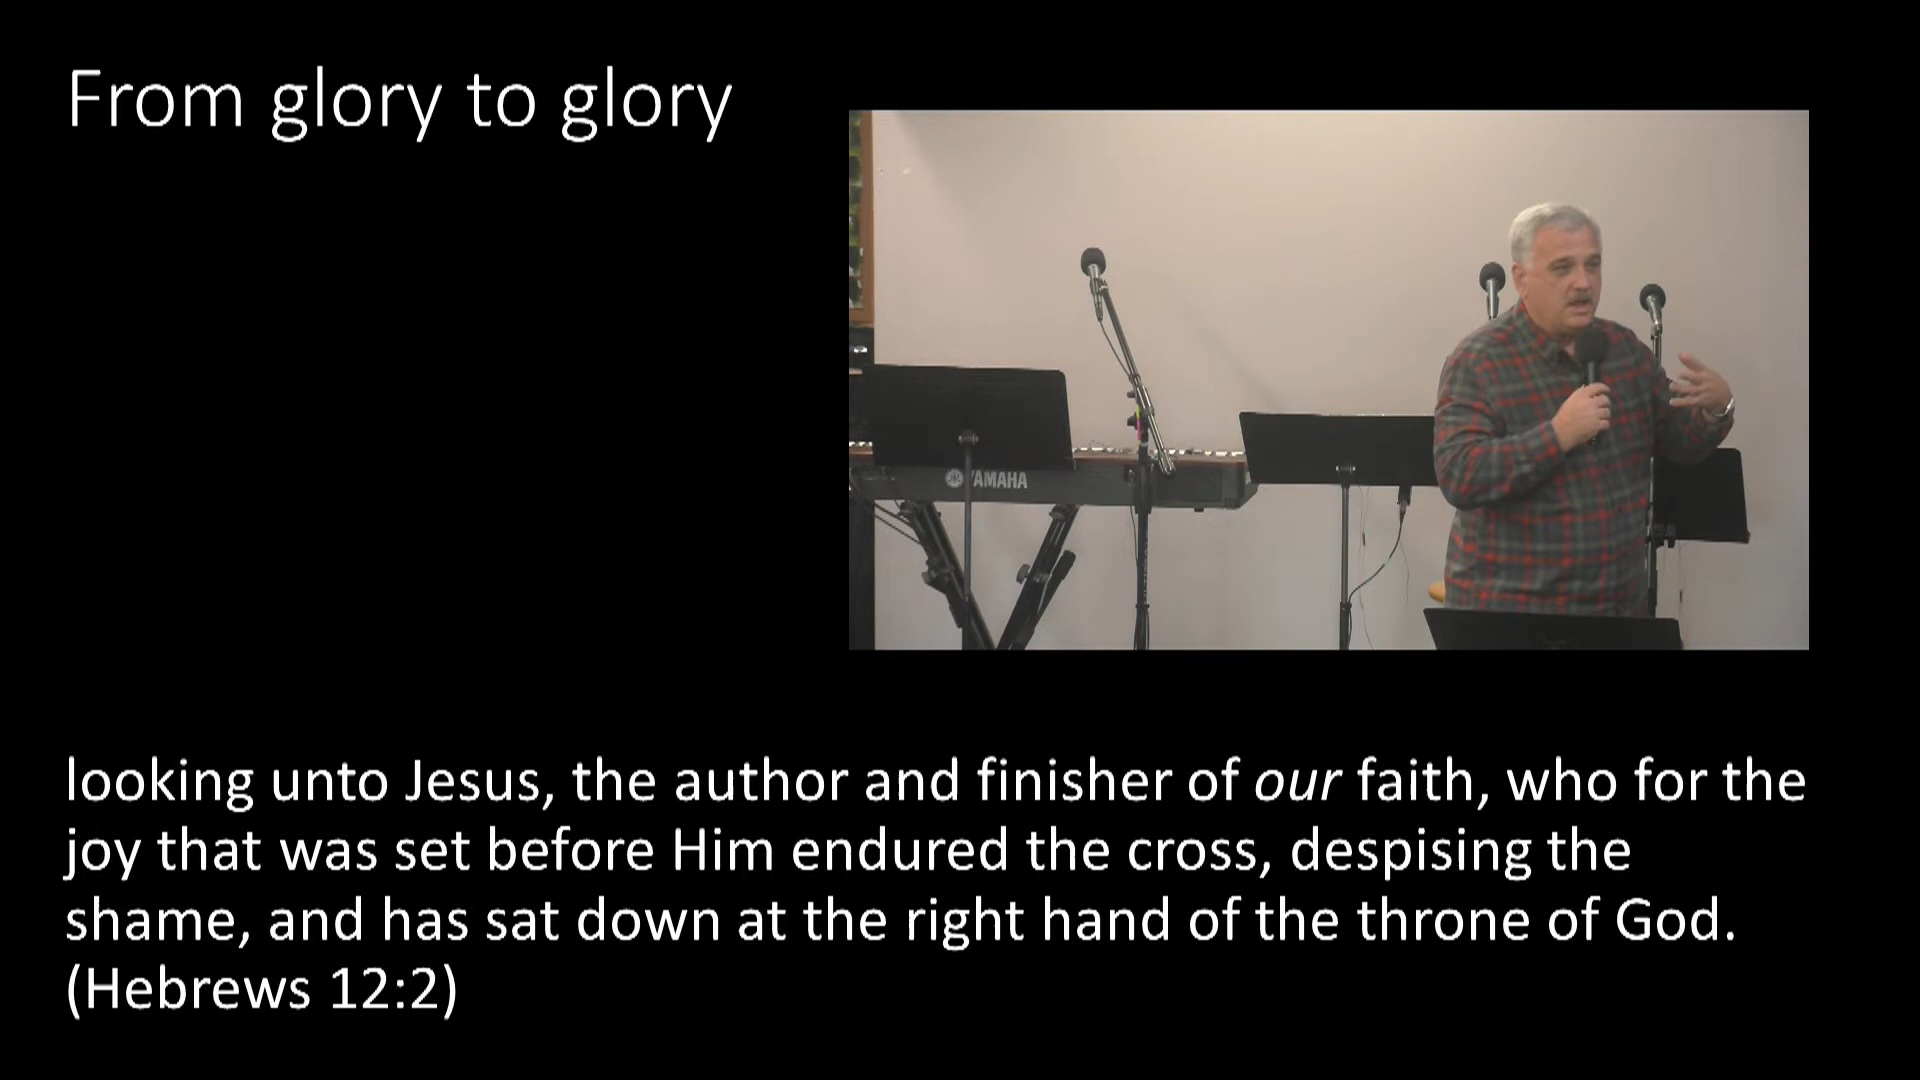 From glory to glory
YAMAHA
looking unto Jesus, the author and finisher of our faith, who for the
joy that was set before Him endured the cross, despising the
shame, and has sat down at the right hand of the throne of God.
(Hebrews 12:2)